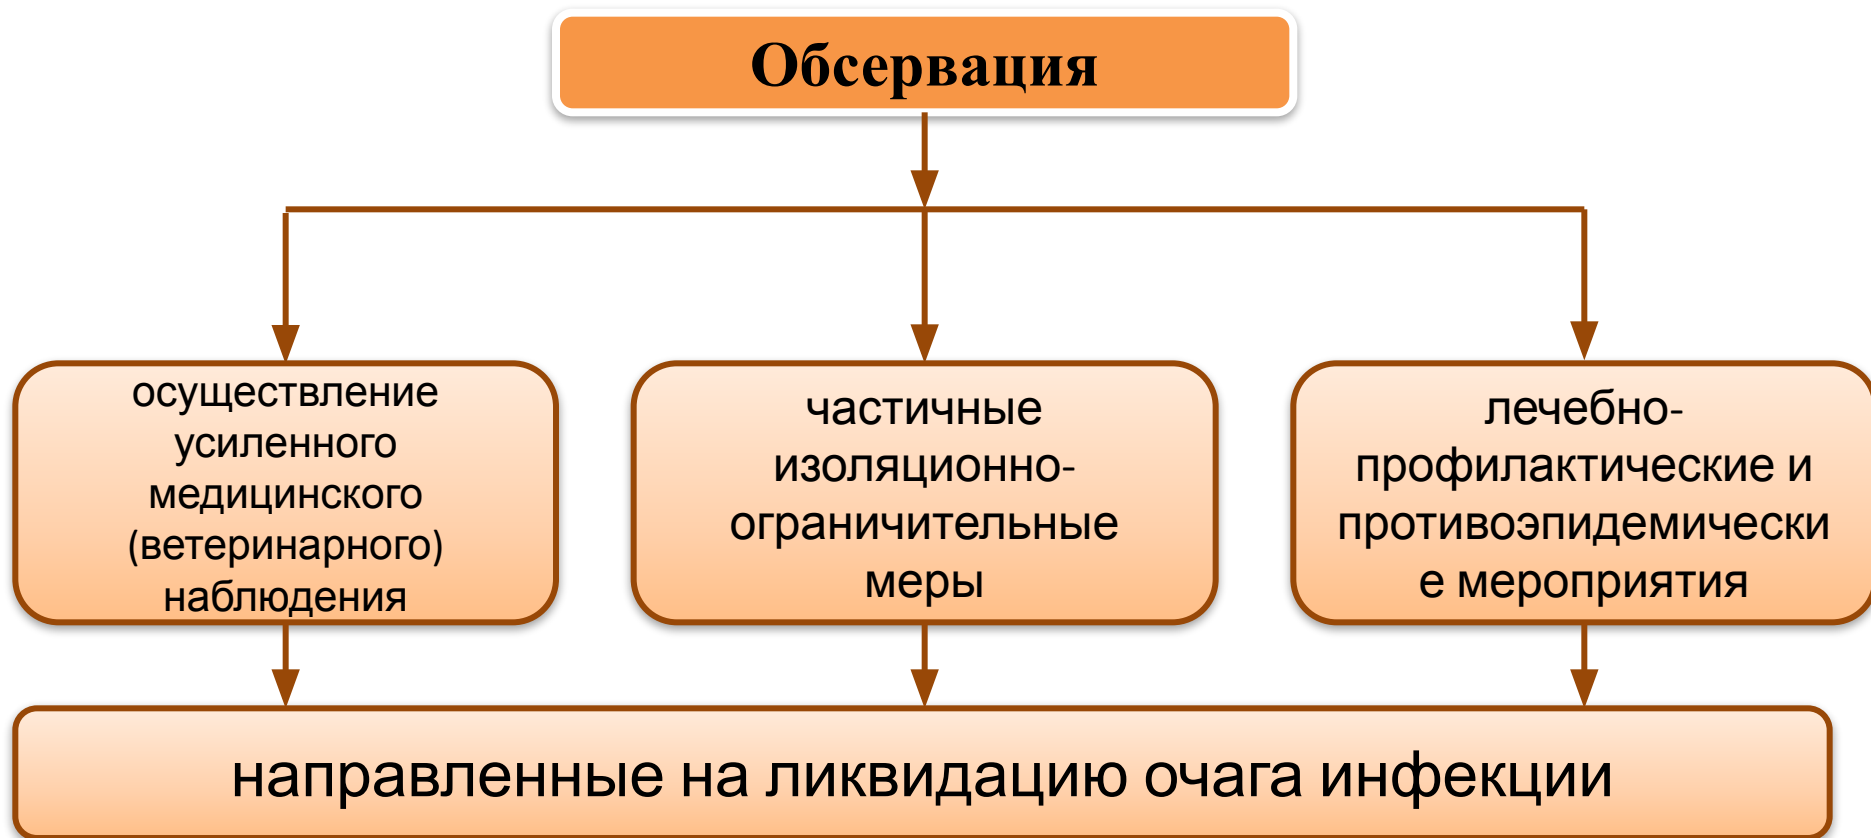 Обсервация
осуществление
усиленного
медицинского
(ветеринарного)
наблюдения
частичные
изоляционно-
ограничительные
меры
лечебно-
профилактические и
противоэпидемически
е мероприятия
направленные на ликвидацию очага инфекции